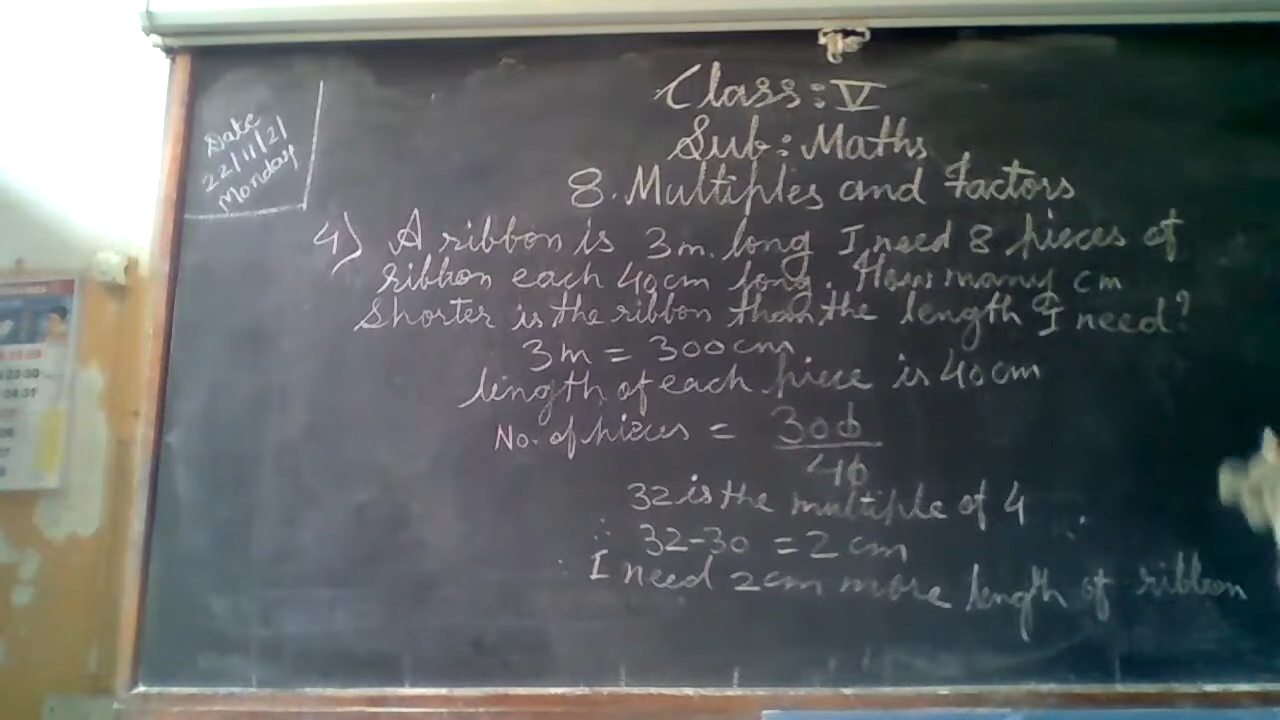 Date
22/11/21
Monday
Class: V
Sub: Maths
8. Multiples and Factors
4) A ribbon is 3m. long I need 8 pieces of
ribbon each 40cm long. How many cm
shorter is the ribbon than the length I need?
3m = 300cm.
length of each piece is 40cm
No. of pieces = 300/40
32 is the multiple of 4
∴ 32-30 = 2cm
∴ I need 2cm more length of ribbon